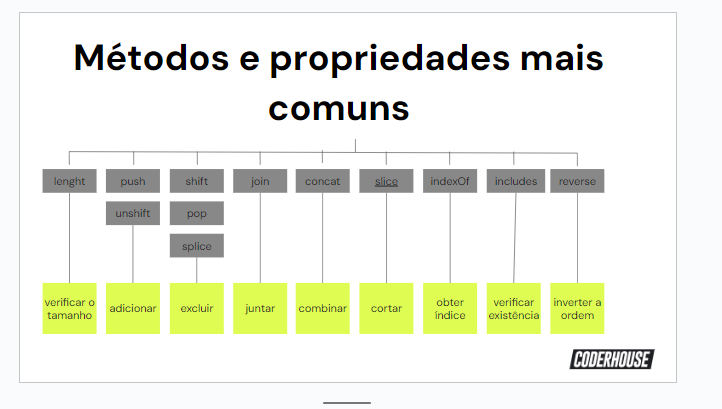 Métodos e propriedades mais
comuns
lenght
push
shift
join
concat
slice
indexOf
includes
reverse
unshift
pop
splice
verificar o
tamanho
adicionar
excluir
juntar
combinar
cortar
obter
índice
verificar
existência
inverter a
ordem
CODERHOUSE